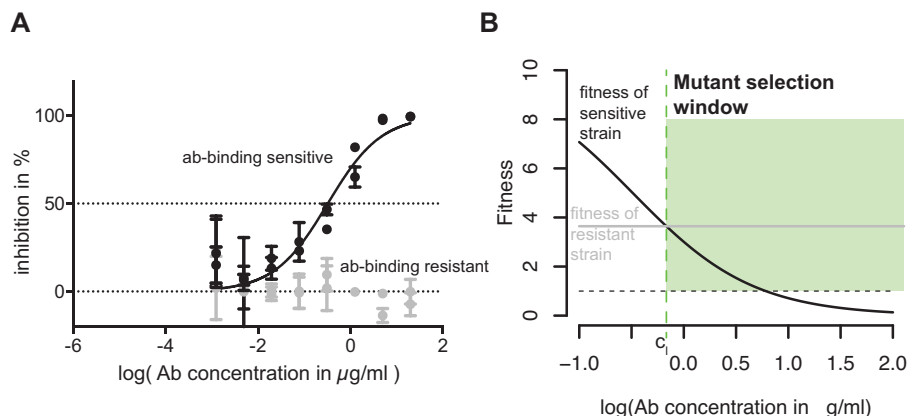 A
100
50
0
inhibition in %
ab-binding sensitive
ab-binding resistant
-6
-4
-2
0
2
log( Ab concentration in µg/ml )
B
10
8
6
4
2
0
Fitness
fitness of
sensitive
strain
Mutant selection
window
fitness of
resistant
strain
c
−1.0
0.0
0.5
1.0
1.5
2.0
log(Ab concentration in g/ml)